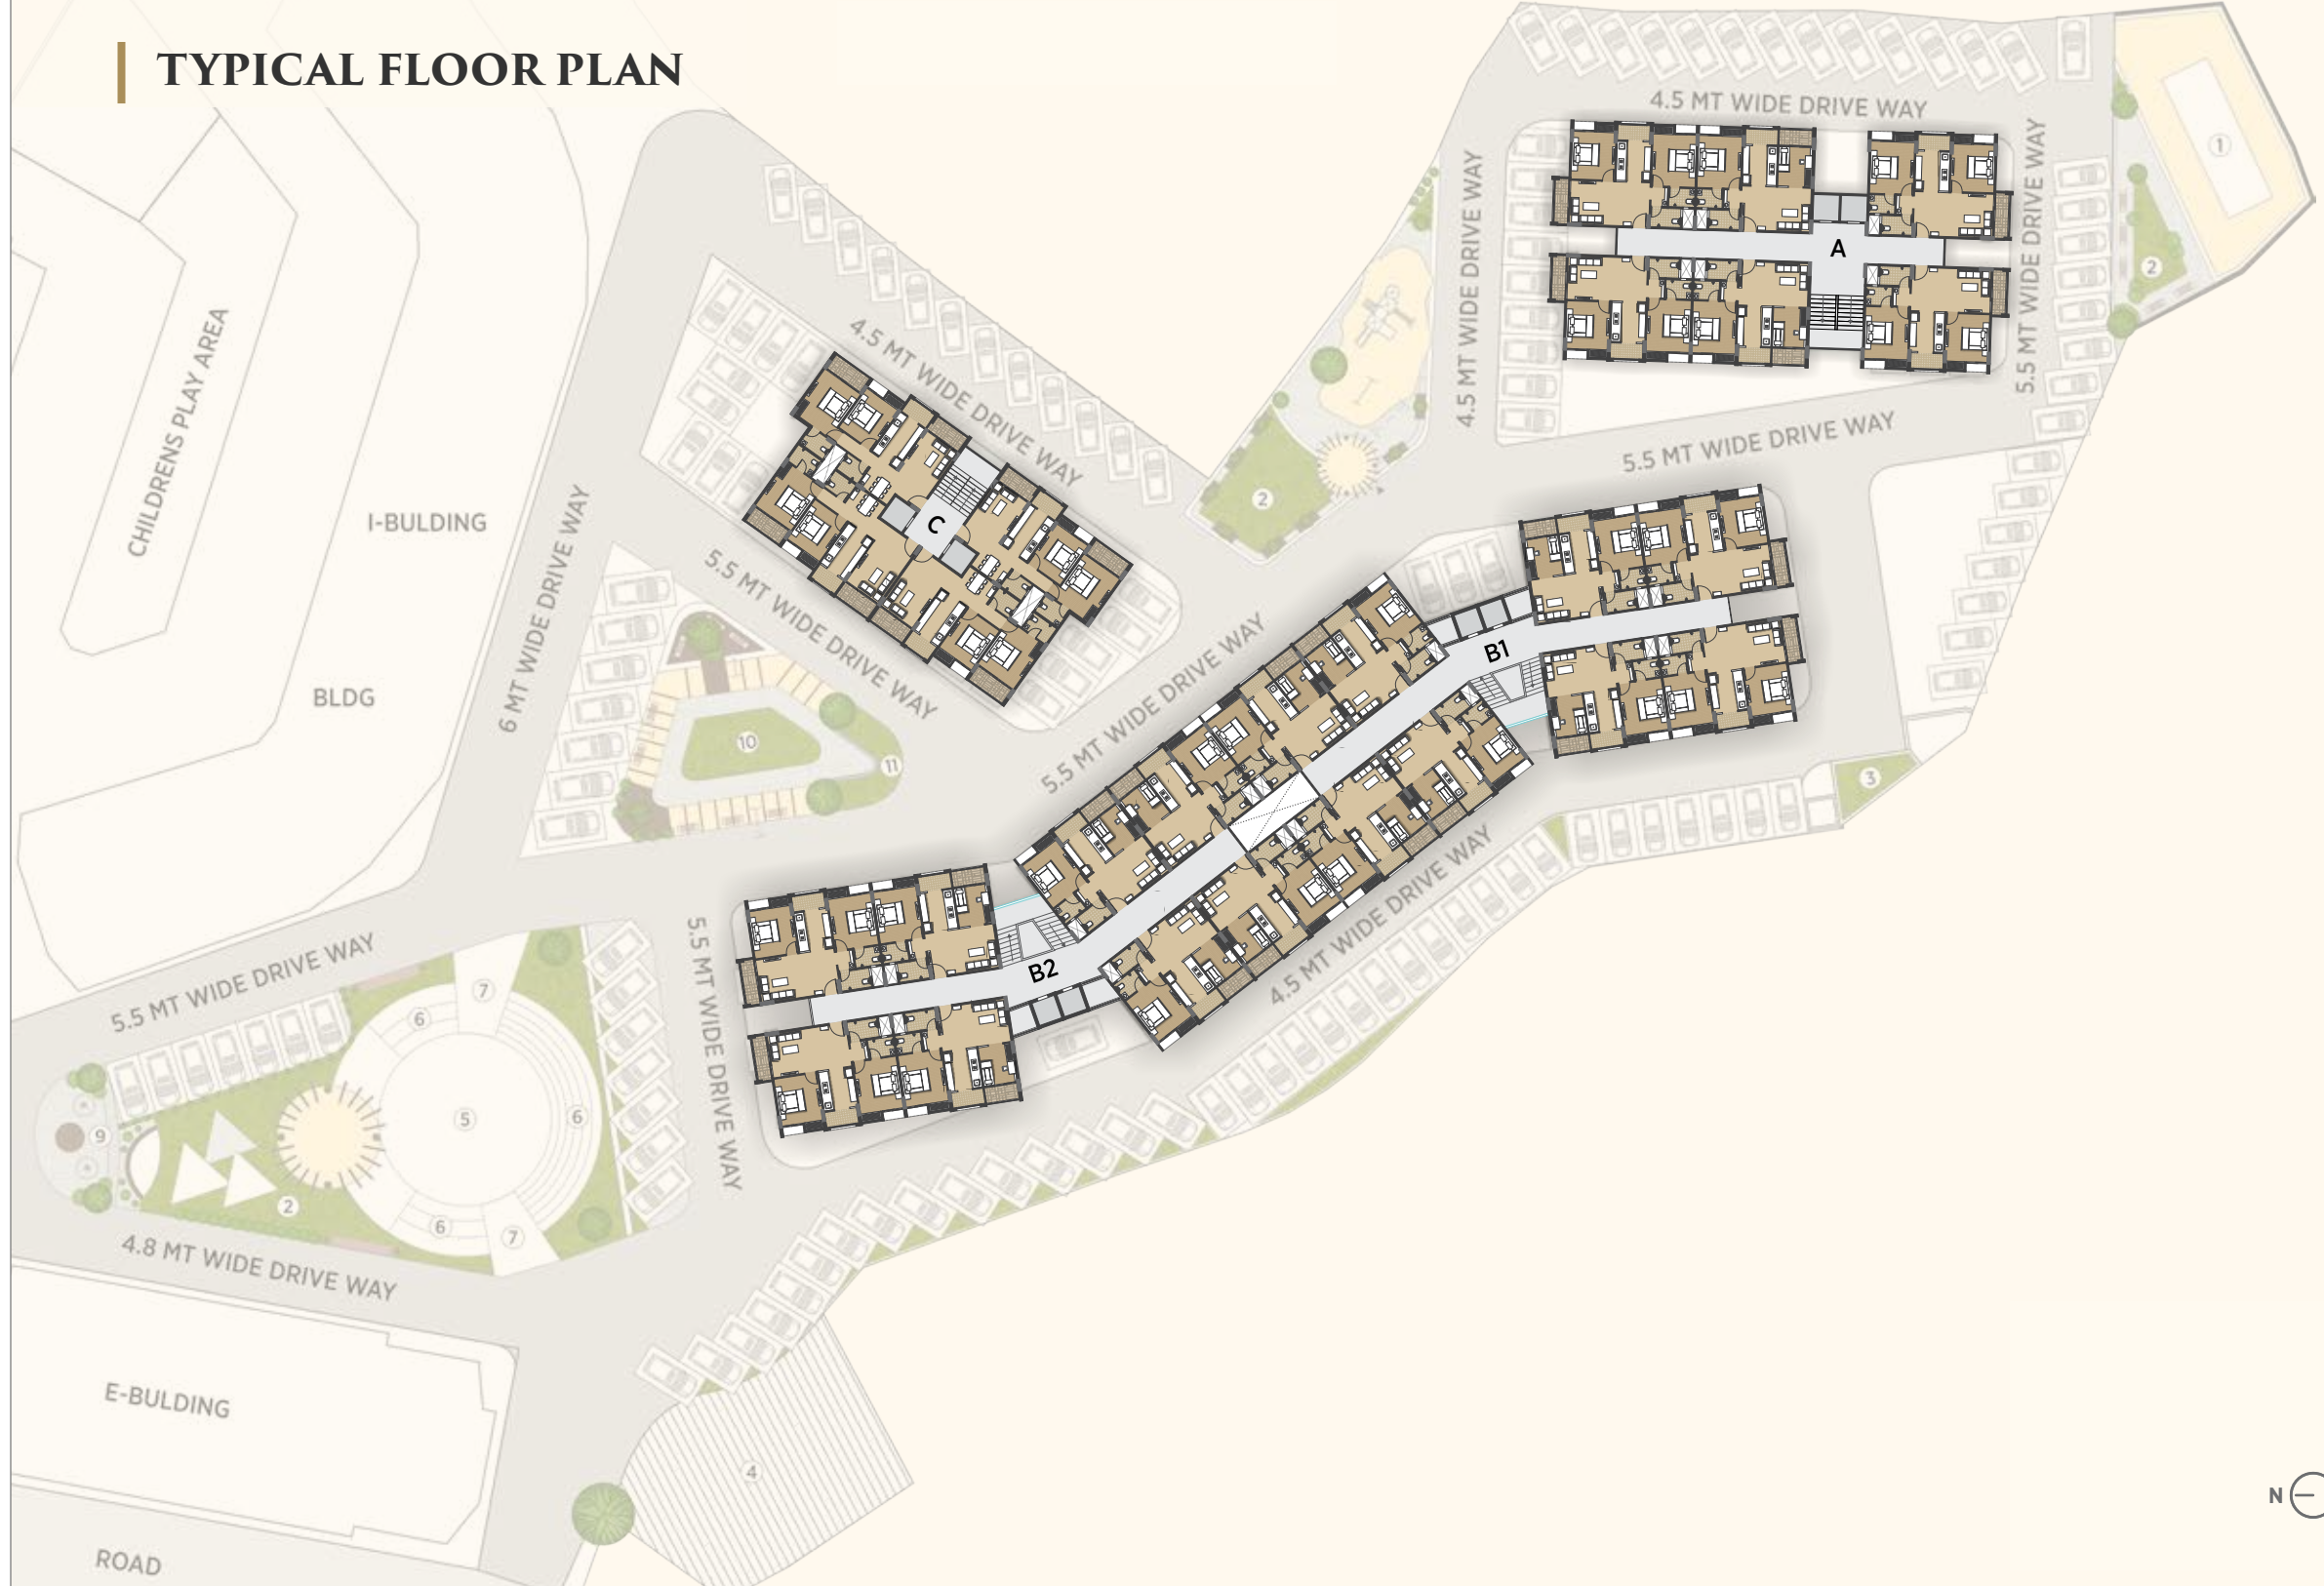 TYPICAL FLOOR PLAN
4.5 MT WIDE DRIVE WAY
1
4.5 MT WIDE DRIVE WAY
5.5 MT WIDE DRIVE WAY
A
2
CHILDRENS PLAY AREA
4.5 MT WIDE DRIVE WAY
5.5 MT WIDE DRIVE WAY
I-BULDING
2
C
6 MT WIDE DRIVE WAY
5.5 MT WIDE DRIVE WAY
B1
BLDG
5.5 MT WIDE DRIVE WAY
10
11
3
4.5 MT WIDE DRIVE WAY
5.5 MT WIDE DRIVE WAY
B2
5.5 MT WIDE DRIVE WAY
7
6
5
6
9
2
6
7
4.8 MT WIDE DRIVE WAY
E-BULDING
4
N
ROAD